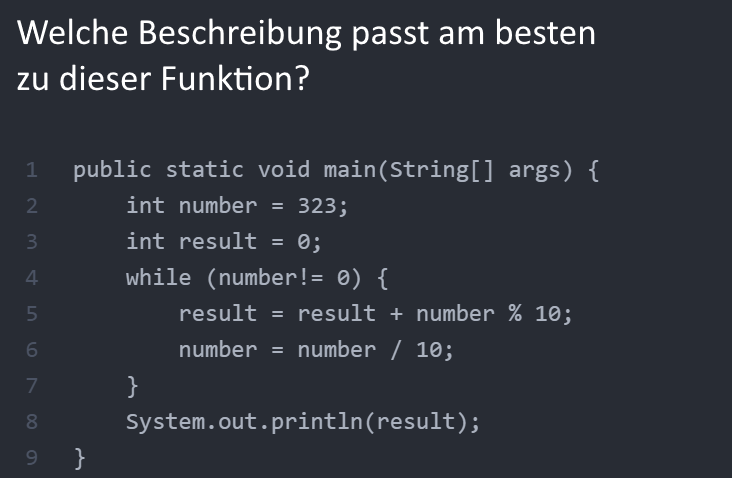 Welche Beschreibung passt am besten
zu dieser Funktion?
1 public static void main(String[] args) {
2     int number = 323;
3     int result = 0;
4     while (number!= 0) {
5         result = result + number % 10;
6         number = number / 10;
7     }
8     System.out.println(result);
9 }